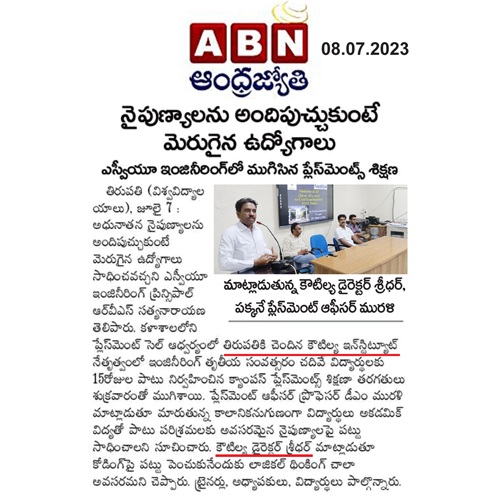 ABN
ఆంధ్రజ్యోతి
08.07.2023
నైపుణ్యాలను అందిపుచ్చుకుంటే
మెరుగైన ఉద్యోగాలు
ఎస్వీయూ ఇంజినీరింగ్‌లో ముగిసిన ప్లేస్‌మెంట్స్ శిక్షణ
తిరుపతి (విశ్వవిద్యాల
యాలు), జూలై 7 :
అధునాతన నైపుణ్యాలను
అందిపుచ్చుకుంటే
మెరుగైన ఉద్యోగాలు
సాధించవచ్చని ఎస్వీయూ
ఇంజినీరింగ్ ప్రిన్సిపాల్
ఆర్‌వీఎస్ సత్యనారాయణ
తెలిపారు. కళాశాలలోని
మాట్లాడుతున్న కౌటిల్య డైరెక్టర్ శ్రీధర్,
పక్కనే ప్లేస్‌మెంట్ ఆఫీసర్ మురళి
ప్లేస్‌మెంట్ సెల్ ఆధ్వర్యంలో తిరుపతికి చెందిన కౌటిల్య ఇన్‌స్టిట్యూట్
నేతృత్వంలో ఇంజినీరింగ్ తృతీయ సంవత్సరం చదివే విద్యార్థులకు
15రోజుల పాటు నిర్వహించిన క్యాంపస్ ప్లేస్‌మెంట్స్ శిక్షణా తరగతులు
శుక్రవారంతో ముగిశాయి. ప్లేస్‌మెంట్ ఆఫీసర్ ప్రొఫెసర్ డీఎం మురళి
మాట్లాడుతూ మారుతున్న కాలానికనుగుణంగా విద్యార్థులు అకడమిక్
విద్యతో పాటు పరిశ్రమలకు అవసరమైన నైపుణ్యాలపై పట్టు
సాధించాలని సూచించారు. కౌటిల్య డైరెక్టర్ శ్రీధర్ మాట్లాడుతూ
కోడింగ్‌పై పట్టు పెంచుకునేందుకు లాజికల్ థింకింగ్ చాలా
అవసరమని చెప్పారు. ట్రైనర్లు, అధ్యాపకులు, విద్యార్థులు పాల్గొన్నారు.